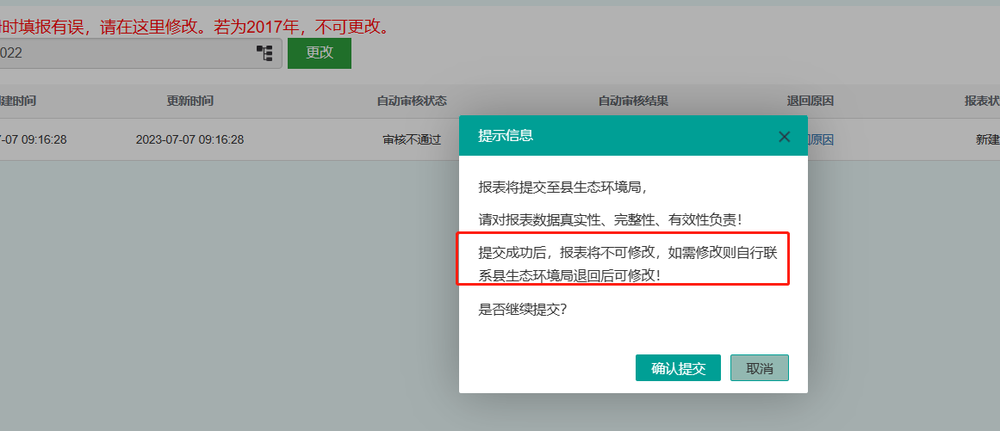 时填报有误，请在这里修改。若为2017年，不可更改。
022
更改
建时间
更新时间
自动审核状态
自动审核结果
退回原因
报表状
-07 09:16:28
2023-07-07 09:16:28
审核不通过
原因
新建
提示信息
报表将提交至县生态环境局，
请对报表数据真实性、完整性、有效性负责！
提交成功后，报表将不可修改，如需修改则自行联
系县生态环境局退回后可修改！
是否继续提交？
确认提交
取消